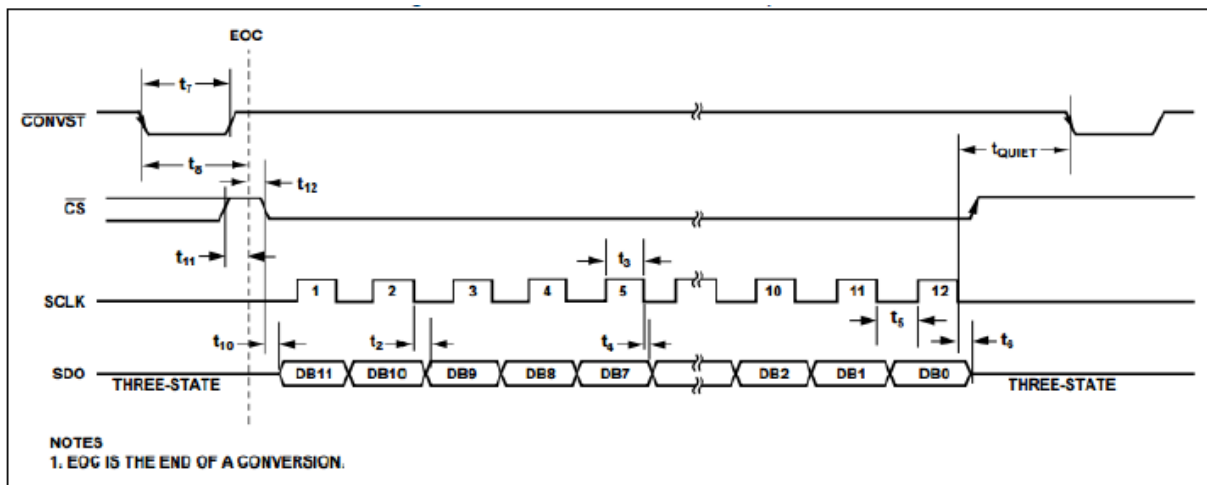 EOC
t7
CONVST
t8
tQUIET
t12
CS
t11
t3
SCLK
1 2 3 4 5 10 11 12
t5
t10 t2 t4 t6
SDO
DB11 DB10 DB9 DB8 DB7 DB2 DB1 DB0
THREE-STATE THREE-STATE
NOTES
1. EOC IS THE END OF A CONVERSION.